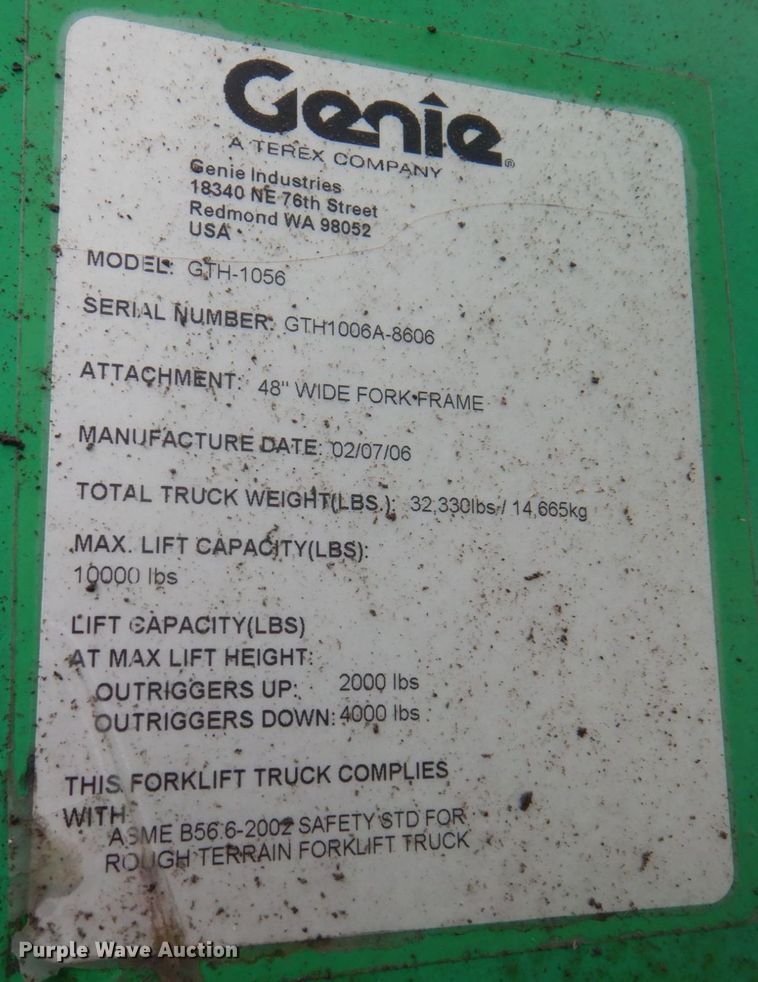 Genie®
A TEREX COMPANY
Genie Industries
18340 NE 76th Street
Redmond WA 98052
USA
MODEL: GTH-1056
SERIAL NUMBER: GTH1006A-8606
ATTACHMENT: 48" WIDE FORK FRAME
MANUFACTURE DATE: 02/07/06
TOTAL TRUCK WEIGHT(LBS.): 32,330lbs / 14,665kg
MAX. LIFT CAPACITY(LBS):
10000 lbs
LIFT CAPACITY(LBS)
AT MAX LIFT HEIGHT:
OUTRIGGERS UP: 2000 lbs
OUTRIGGERS DOWN: 4000 lbs
THIS FORKLIFT TRUCK COMPLIES
WITH
ASME B56.6-2002 SAFETY STD FOR
ROUGH TERRAIN FORKLIFT TRUCK
Purple Wave Auction